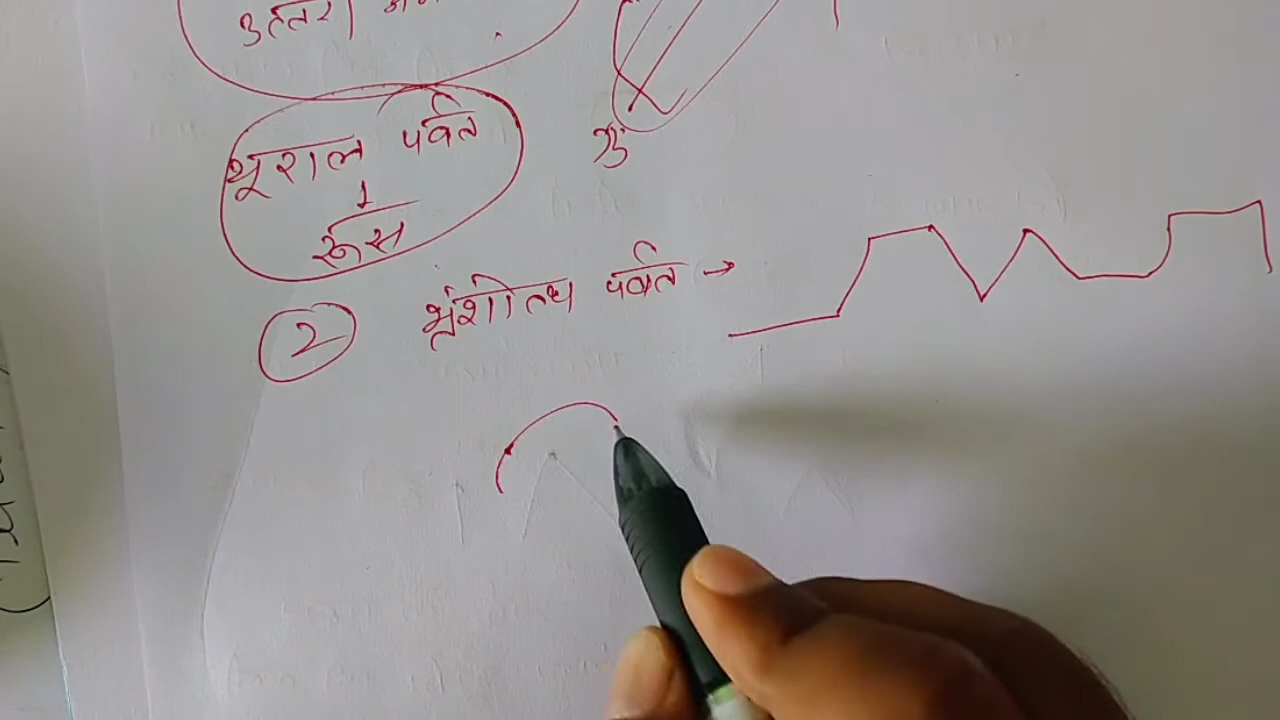 उत्तरी
भूराल पर्वत
रूस
2 भ्रंशोत्थ पर्वत →